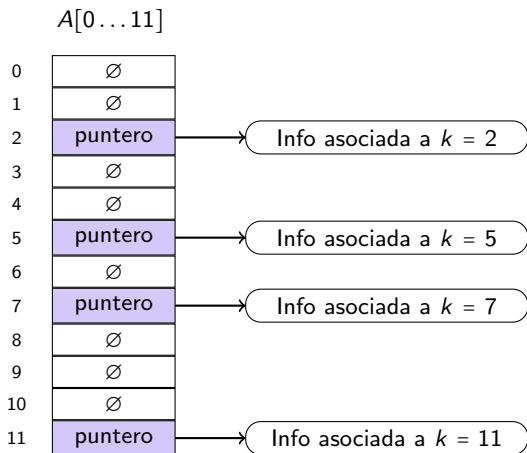 A[0...11]
0 ∅
1 ∅
2 puntero Info asociada a k = 2
3 ∅
4 ∅
5 puntero Info asociada a k = 5
6 ∅
7 puntero Info asociada a k = 7
8 ∅
9 ∅
10 ∅
11 puntero Info asociada a k = 11